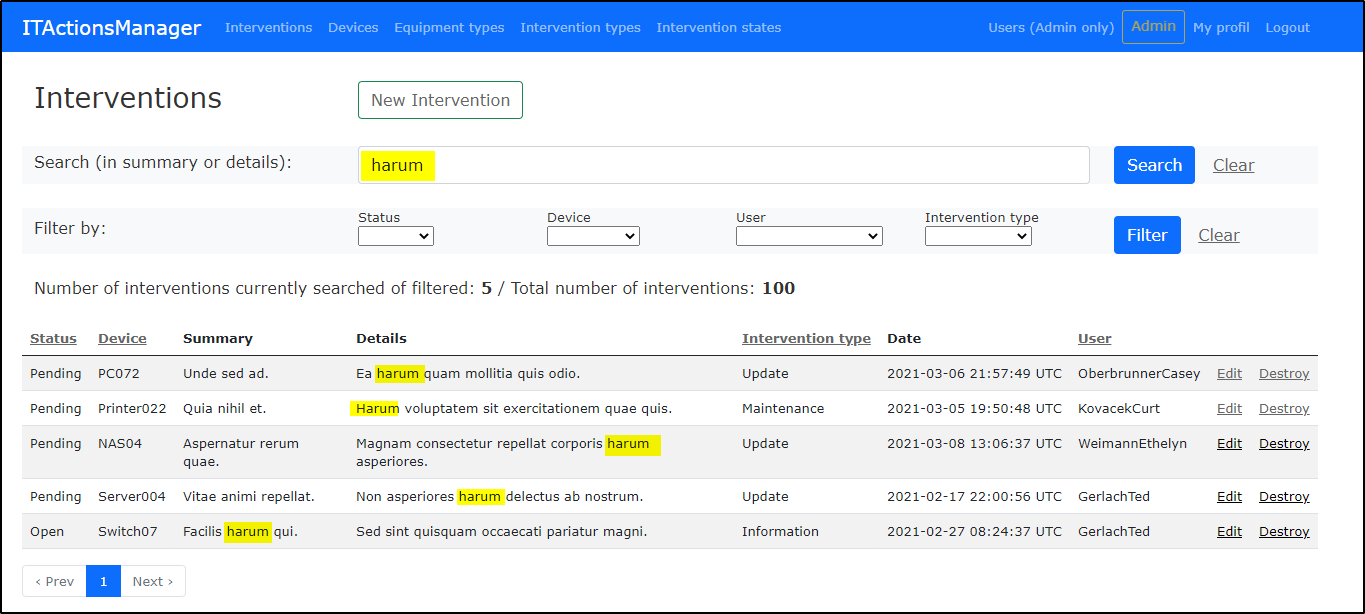 ITActionsManager Interventions Devices Equipment types Intervention types Intervention states Users (Admin only) Admin My profil Logout
Interventions New Intervention
Search (in summary or details): harum Search Clear
Status Device User Intervention type
Filter by: Filter Clear
Number of interventions currently searched of filtered: 5 / Total number of interventions: 100
Status Device Summary Details Intervention type Date User
Pending PC072 Unde sed ad. Ea harum quam mollitia quis odio. Update 2021-03-06 21:57:49 UTC OberbrunnerCasey Edit Destroy
Pending Printer022 Quia nihil et. Harum voluptatem sit exercitationem quae quis. Maintenance 2021-03-05 19:50:48 UTC KovacekCurt Edit Destroy
Pending NAS04 Aspernatur rerum Magnam consectetur repellat corporis harum Update 2021-03-08 13:06:37 UTC WeimannEthelyn Edit Destroy
quae. asperiores.
Pending Server004 Vitae animi repellat. Non asperiores harum delectus ab nostrum. Update 2021-02-17 22:00:56 UTC GerlachTed Edit Destroy
Open Switch07 Facilis harum qui. Sed sint quisquam occaecati pariatur magni. Information 2021-02-27 08:24:37 UTC GerlachTed Edit Destroy
‹ Prev 1 Next ›